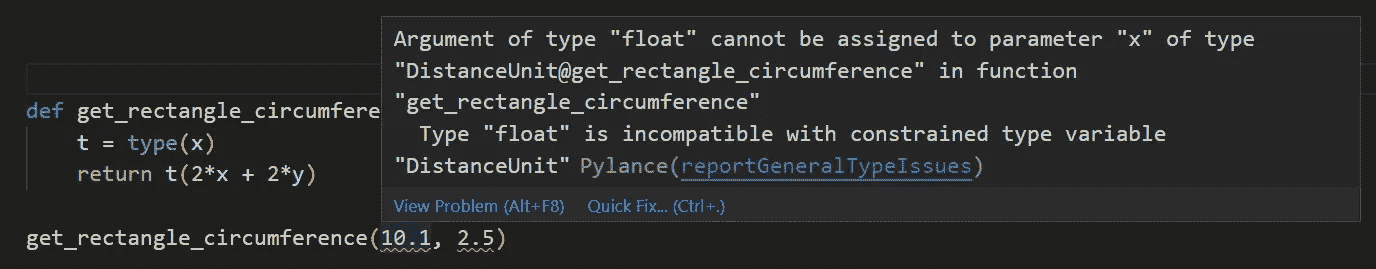 Argument of type "float" cannot be assigned to parameter "x" of type
"DistanceUnit@get_rectangle_circumference" in function
"get_rectangle_circumference"
Type "float" is incompatible with constrained type variable
"DistanceUnit" Pylance(reportGeneralTypeIssues)
View Problem (Alt+F8) Quick Fix... (Ctrl+.)
def get_rectangle_circumfere
t = type(x)
return t(2*x + 2*y)
get_rectangle_circumference(10.1, 2.5)